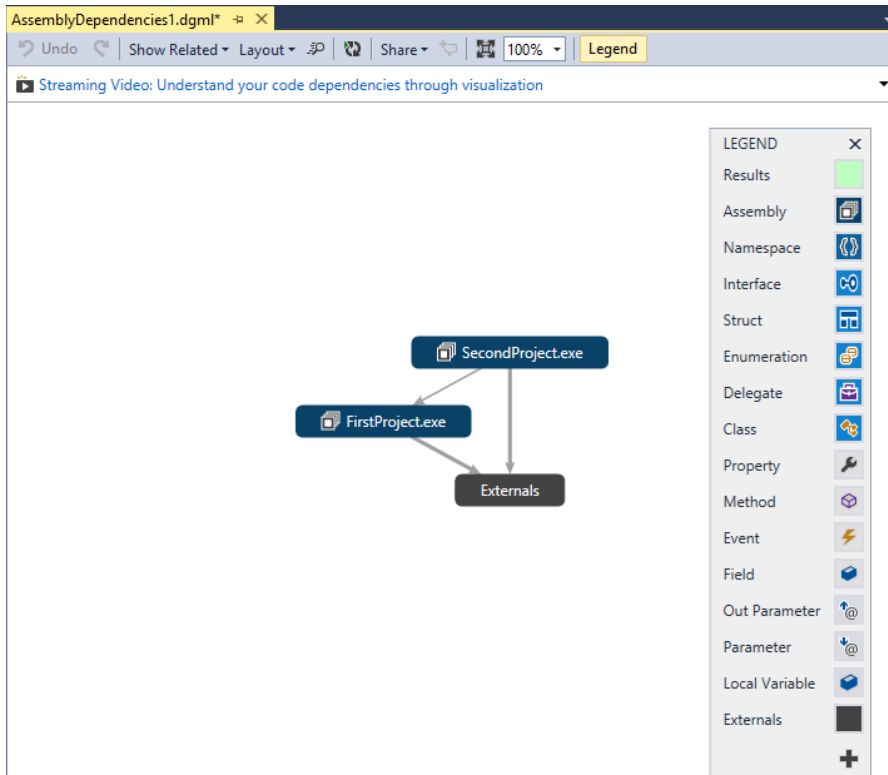 AssemblyDependencies1.dgml*
Undo Show Related Layout Share 100% Legend
Streaming Video: Understand your code dependencies through visualization
LEGEND
Results
Assembly
Namespace
Interface
Struct
SecondProject.exe
Enumeration
Delegate
FirstProject.exe
Class
Property
Externals
Method
Event
Field
Out Parameter
Parameter
Local Variable
Externals